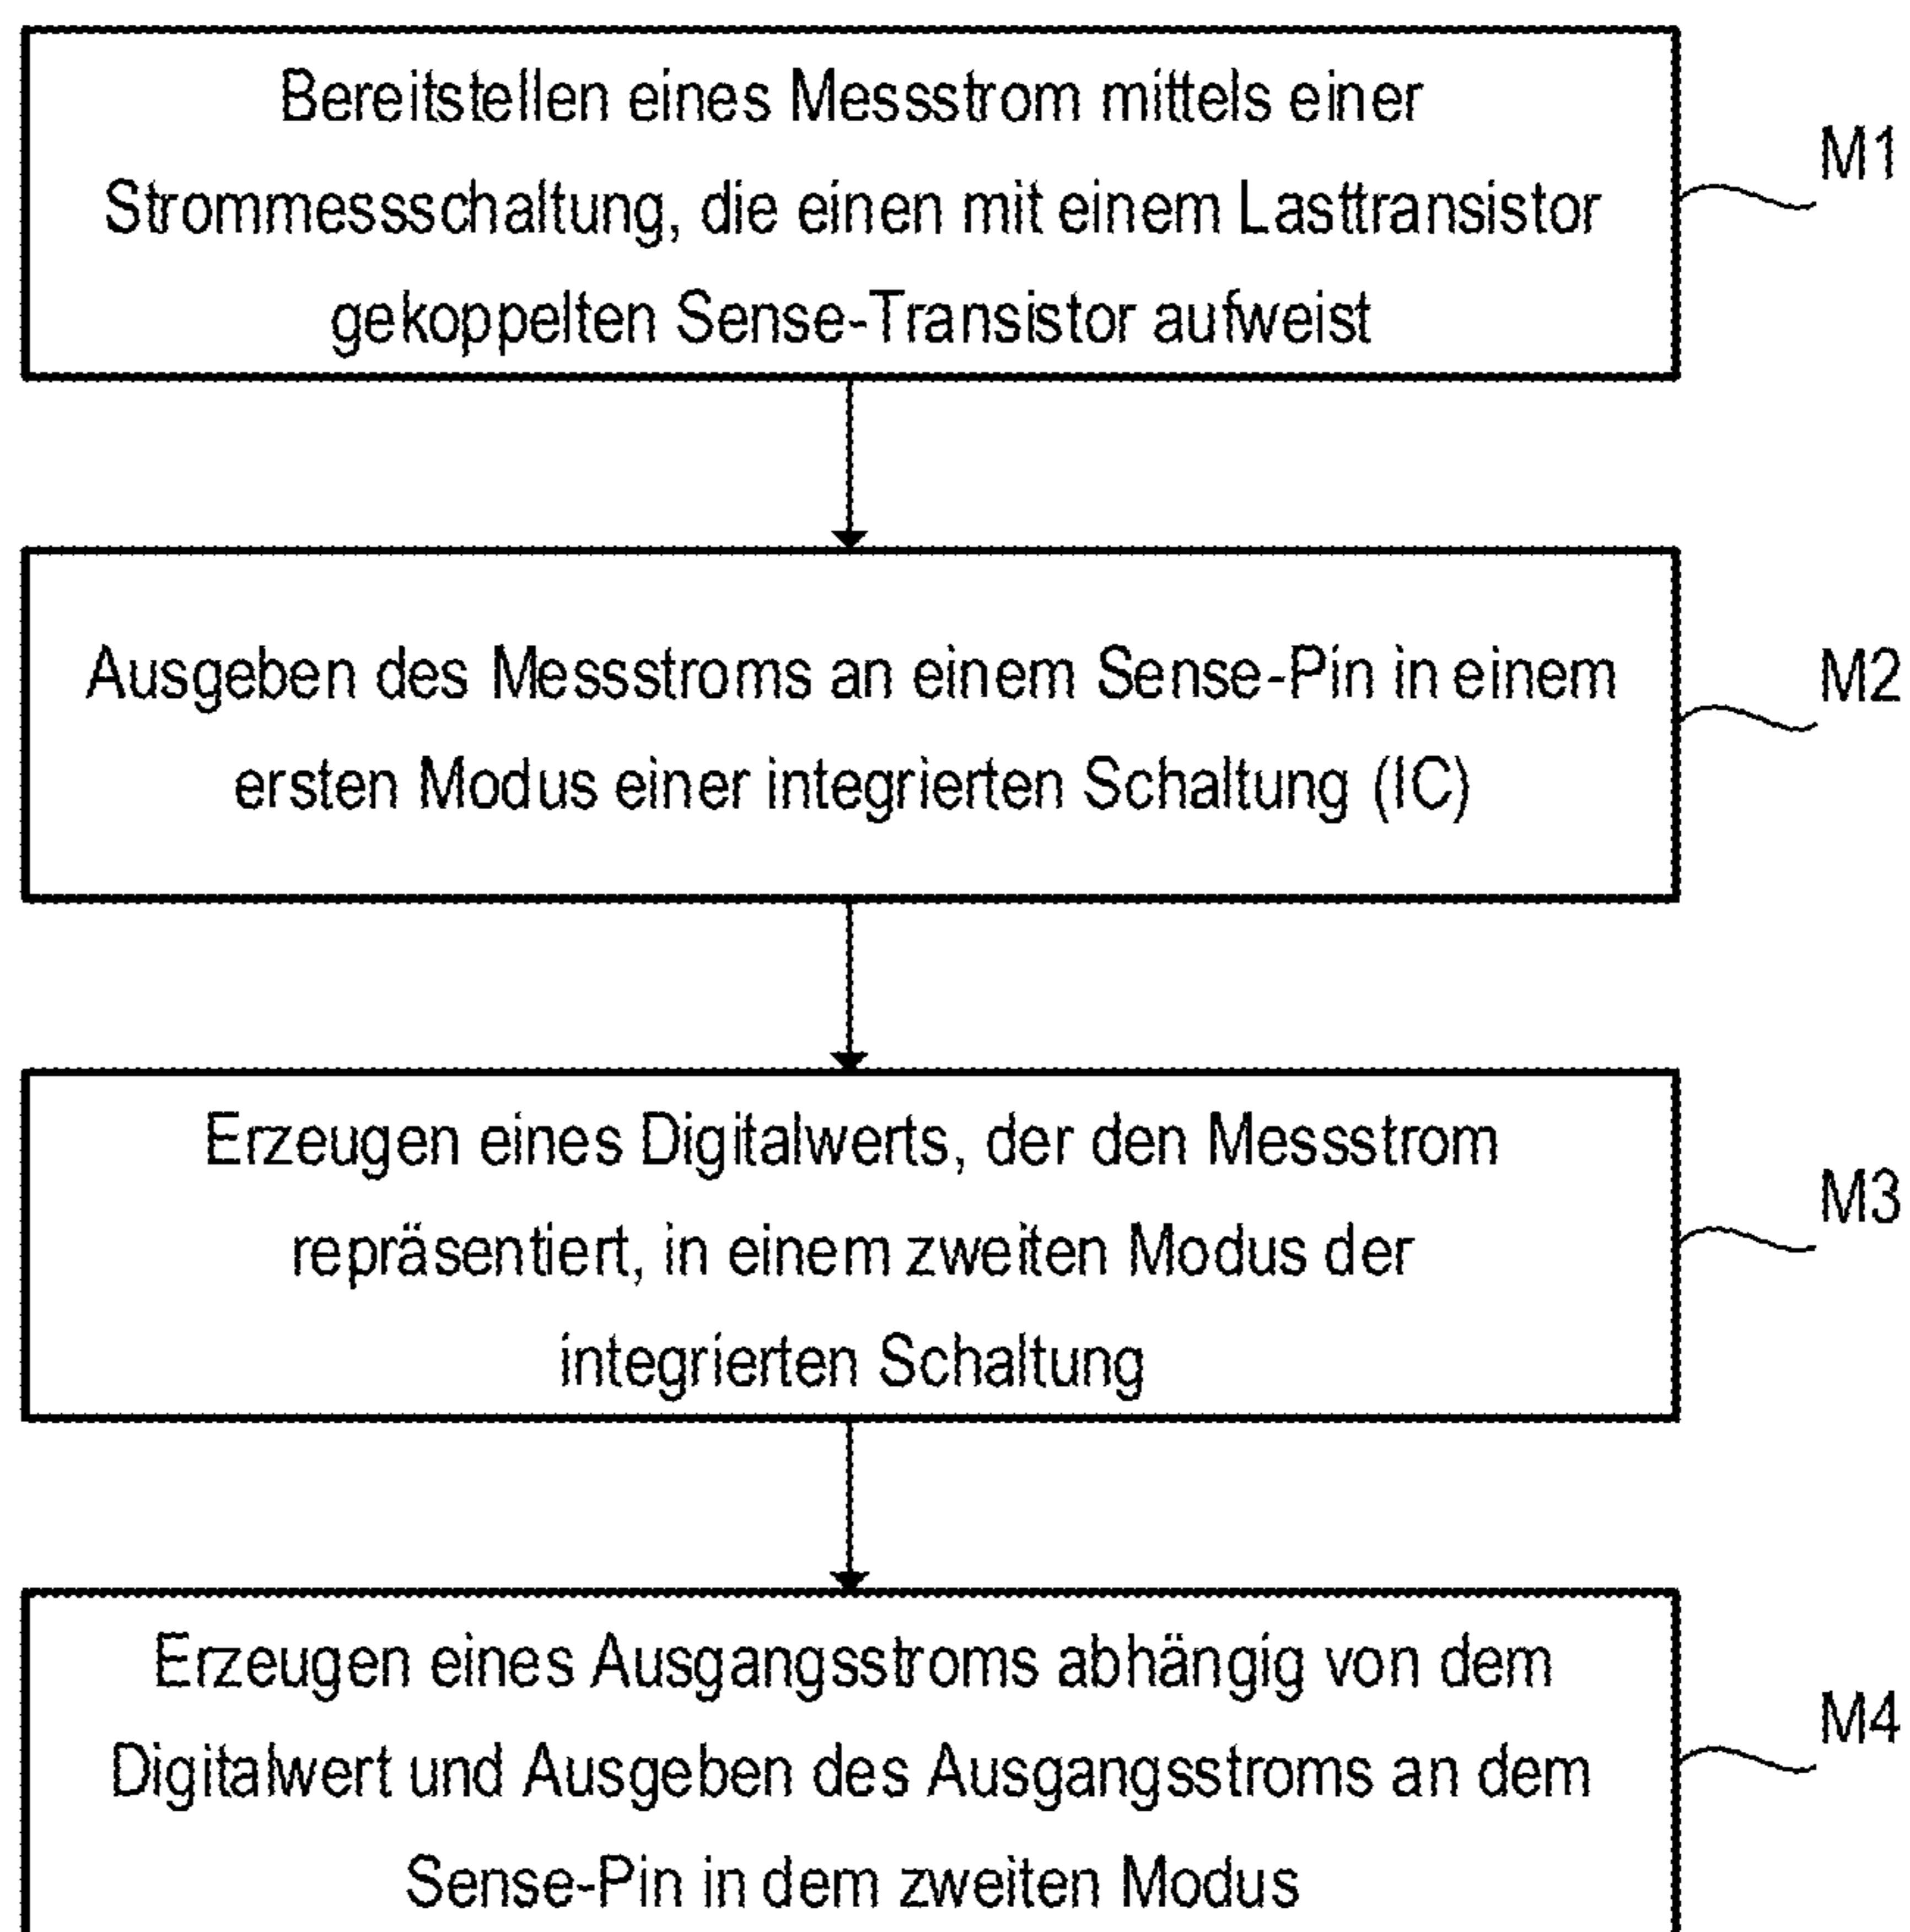 Bereitstellen eines Messstrom mittels einer
Strommessschaltung, die einen mit einem Lasttransistor
gekoppelten Sense-Transistor aufweist
M1
Ausgeben des Messstroms an einem Sense-Pin in einem
ersten Modus einer integrierten Schaltung (IC)
M2
Erzeugen eines Digitalwerts, der den Messstrom
repräsentiert, in einem zweiten Modus der
integrierten Schaltung
M3
Erzeugen eines Ausgangsstroms abhängig von dem
Digitalwert und Ausgeben des Ausgangsstroms an dem
Sense-Pin in dem zweiten Modus
M4